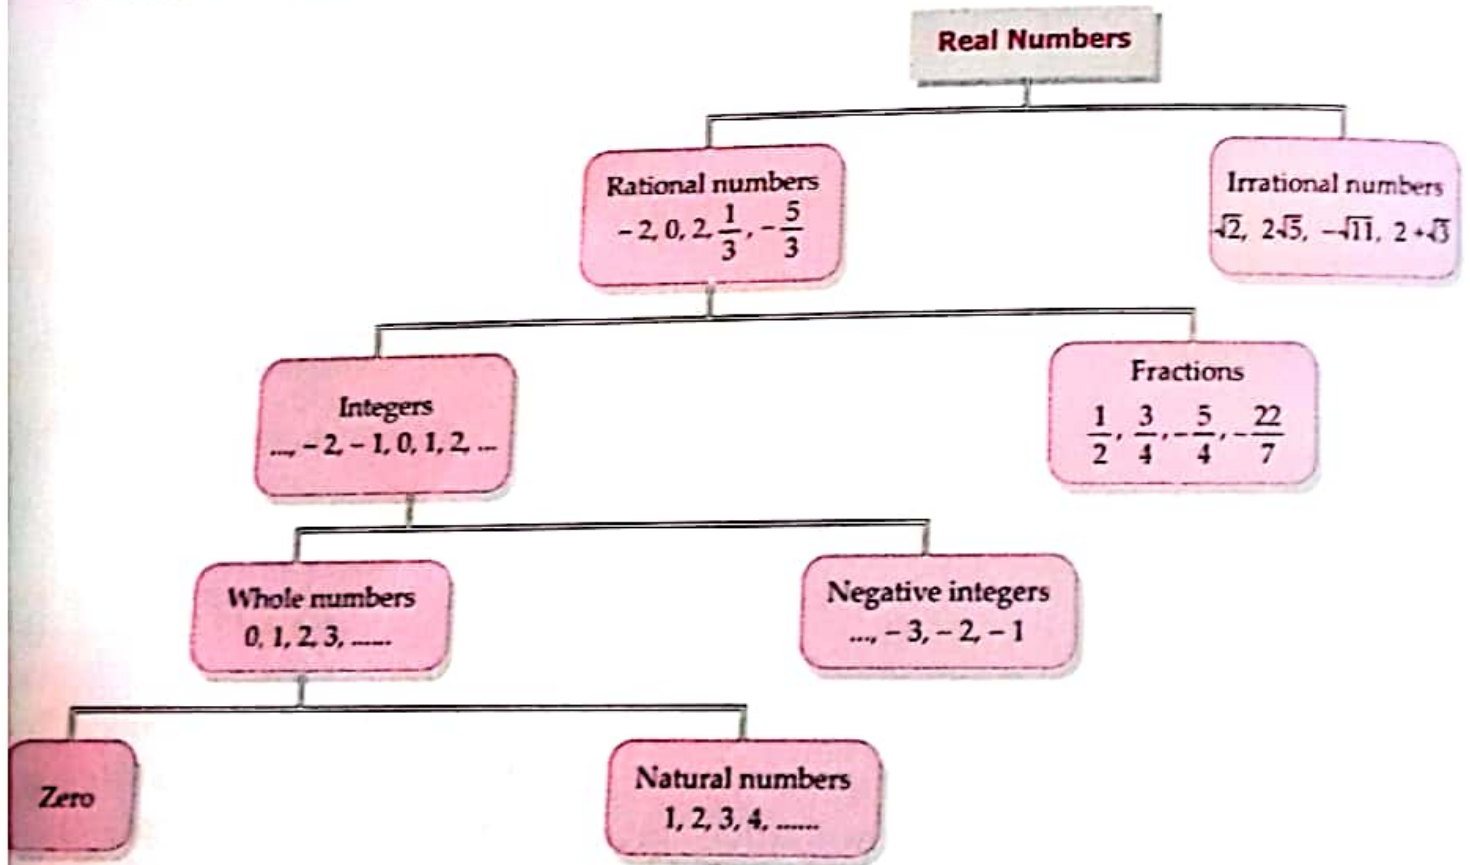 Real Numbers
Rational numbers
– 2, 0, 2, 1/3, – 5/3
Irrational numbers
√2, 2√5, –√11, 2 +√3
Integers
..., – 2, – 1, 0, 1, 2, ...
Fractions
1/2, 3/4, – 5/4, – 22/7
Whole numbers
0, 1, 2, 3, ......
Negative integers
..., – 3, – 2, – 1
Zero
Natural numbers
1, 2, 3, 4, ......